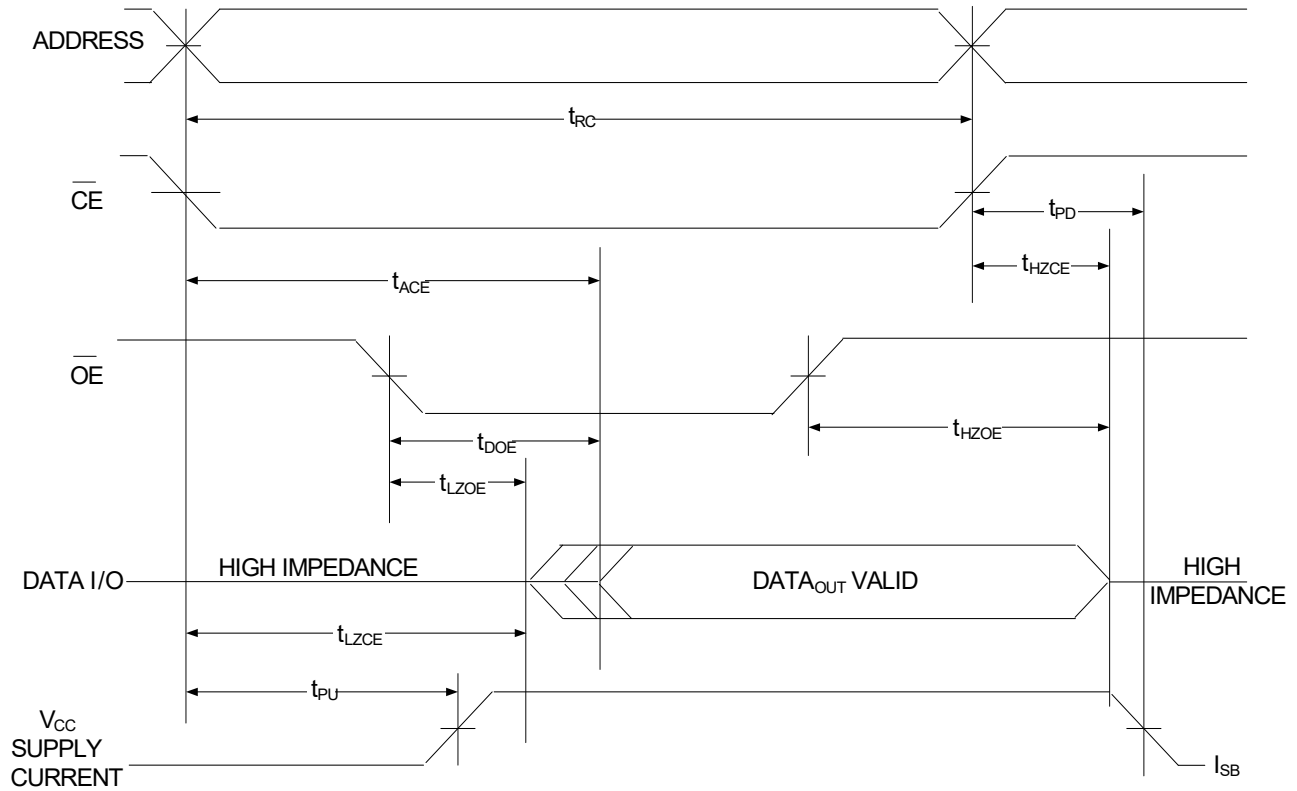 ADDRESS
tRC
CE
tPD
tHZCE
tACE
OE
tHZOE
tDOE
tLZOE
DATA I/O
HIGH IMPEDANCE
DATAOUT VALID
HIGH
IMPEDANCE
tLZCE
tPU
VCC
SUPPLY
CURRENT
ISB